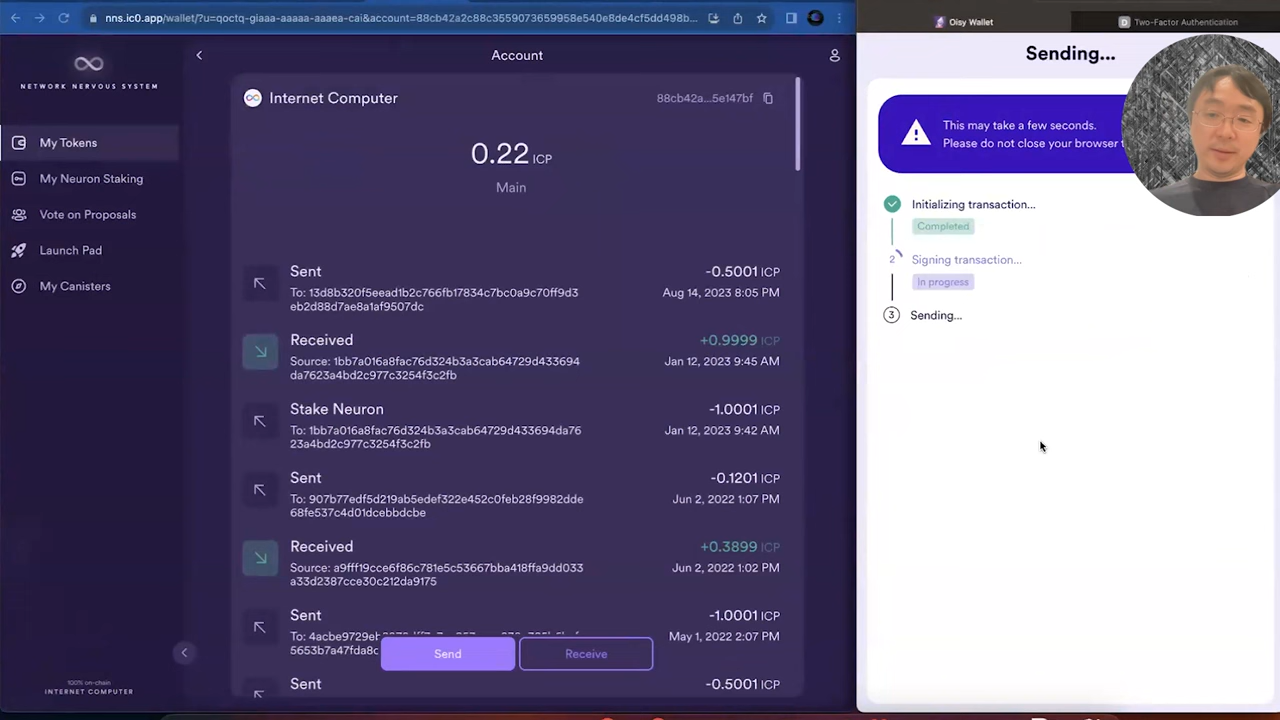 nns.ic0.app/wallet/?u=qoctq-giaaa-aaaaa-aaaea-cai&account=88cb42a2c88c3559073659958e540e8de4cf5dd498b...
Oisy Wallet
Two-Factor Authentication
NETWORK NERVOUS SYSTEM
My Tokens
My Neuron Staking
Vote on Proposals
Launch Pad
My Canisters
100% on-chain
INTERNET COMPUTER
Account
Internet Computer
88cb42a...5e147bf
0.22 ICP
Main
Sent
-0.5001 ICP
To: 13d8b320f5eead1b2c766fb17834c7bc0a9c70ff9d3
Aug 14, 2023 8:05 PM
eb2d88d7ae8a1af9507dc
Received
+0.9999 ICP
Source: 1bb7a016a8fac76d324b3a3cab64729d433694
Jan 12, 2023 9:45 AM
da7623a4bd2c977c3254f3c2fb
Stake Neuron
-1.0001 ICP
To: 1bb7a016a8fac76d324b3a3cab64729d433694da76
Jan 12, 2023 9:42 AM
23a4bd2c977c3254f3c2fb
Sent
-0.1201 ICP
To: 907b77edf5d219ab5edef322e452c0feb28f9982dde
Jun 2, 2022 1:07 PM
68fe537c4d01dcebbdcbe
Received
+0.3899 ICP
Source: a9fff19cce6f86c781e5c53667bba418ffa9dd033
Jun 2, 2022 1:02 PM
a33d2387cce30c212da9175
Sent
-1.0001 ICP
To: 4acbe9729eb
May 1, 2022 2:07 PM
5653b7a47fda8c
Send
Receive
Sent
-0.5001 ICP
Sending...
This may take a few seconds.
Please do not close your browser
Initializing transaction...
Completed
2
Signing transaction...
In progress
3
Sending...